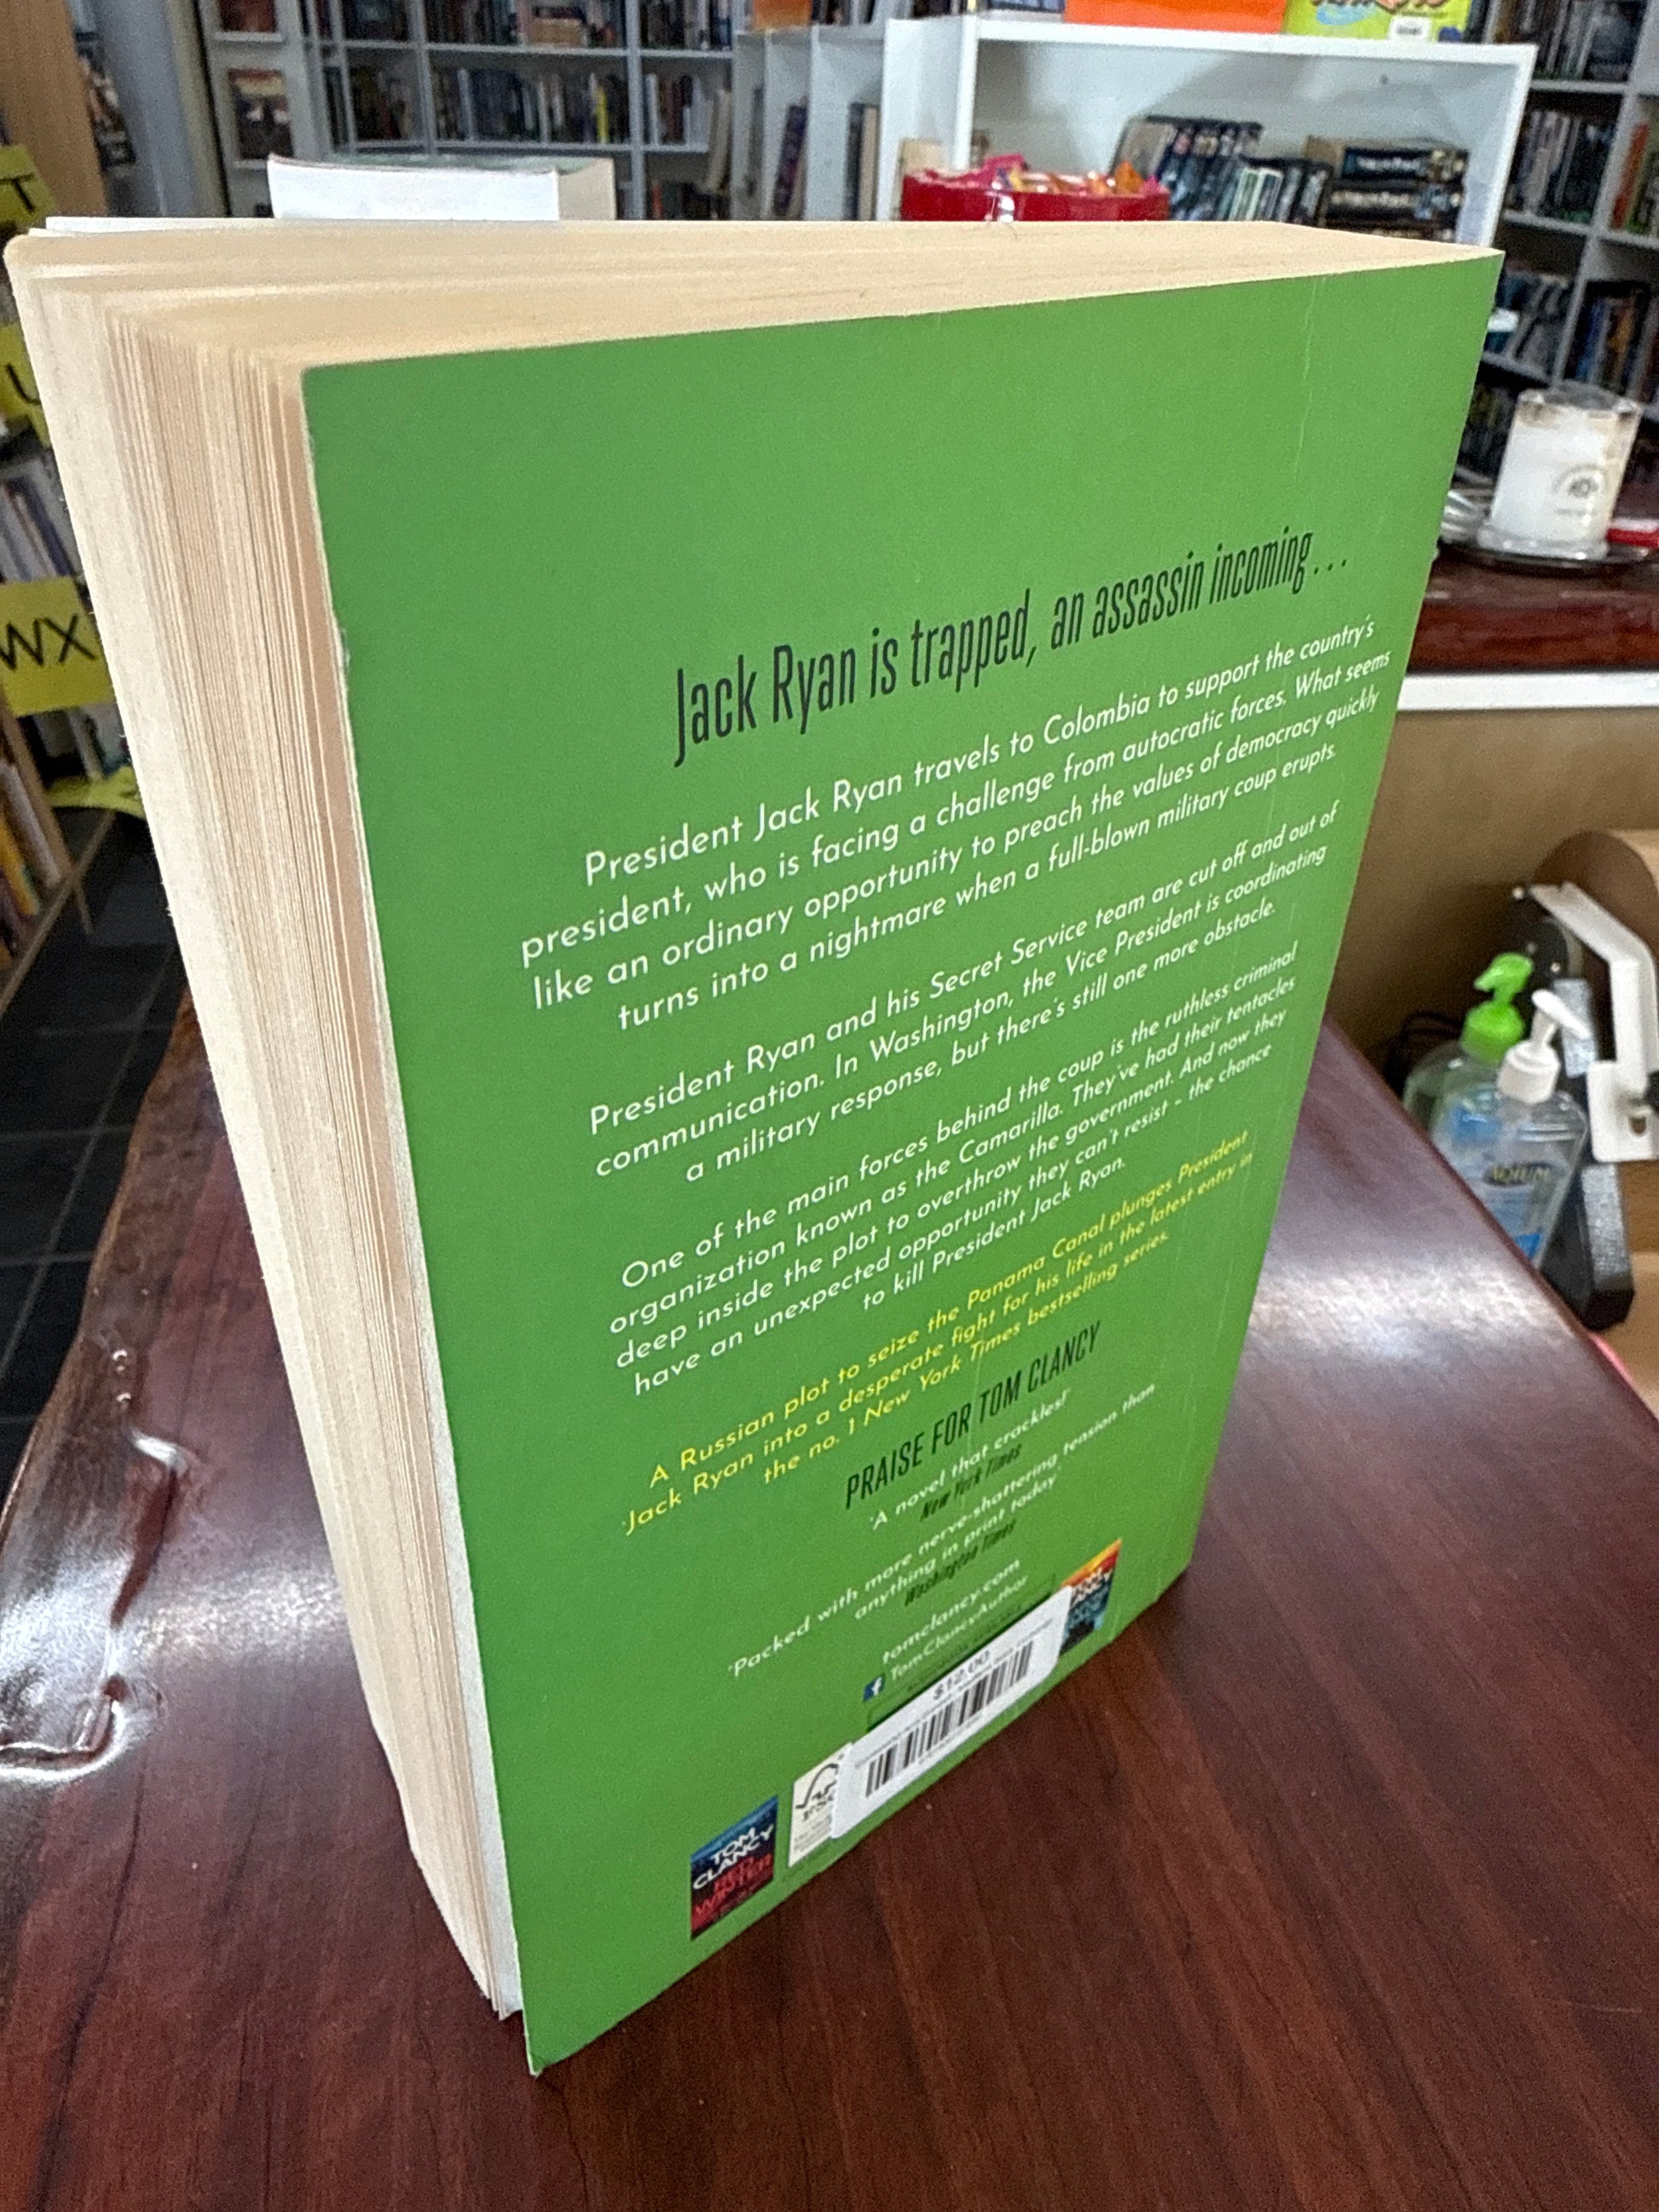 T
U
WX
Jack Ryan is trapped, an assassin incoming . . .
President Jack Ryan travels to Colombia to support the country's
president, who is facing a challenge from autocratic forces. What seems
like an ordinary opportunity to preach the values of democracy quickly
turns into a nightmare when a full-blown military coup erupts.
President Ryan and his Secret Service team are cut off and out of
communication. In Washington, the Vice President is coordinating
a military response, but there's still one more obstacle.
One of the main forces behind the coup is the ruthless criminal
organization known as the Camarilla. They've had their tentacles
deep inside the plot to overthrow the government. And now they
have an unexpected opportunity they can't resist - the chance
to kill President Jack Ryan.
A Russian plot to seize the Panama Canal plunges President
Jack Ryan into a desperate fight for his life in the latest entry in
the no. 1 New York Times bestselling series.
PRAISE FOR TOM CLANCY
'A novel that crackles!'
New York Times
'Packed with more nerve-shattering tension than
anything in print today'
Washington Times
tomclancy.com
f TomClancyAuthor
$12.00
FSC
TOM
CLANCY
RED
WINTER
TOM
CLANCY